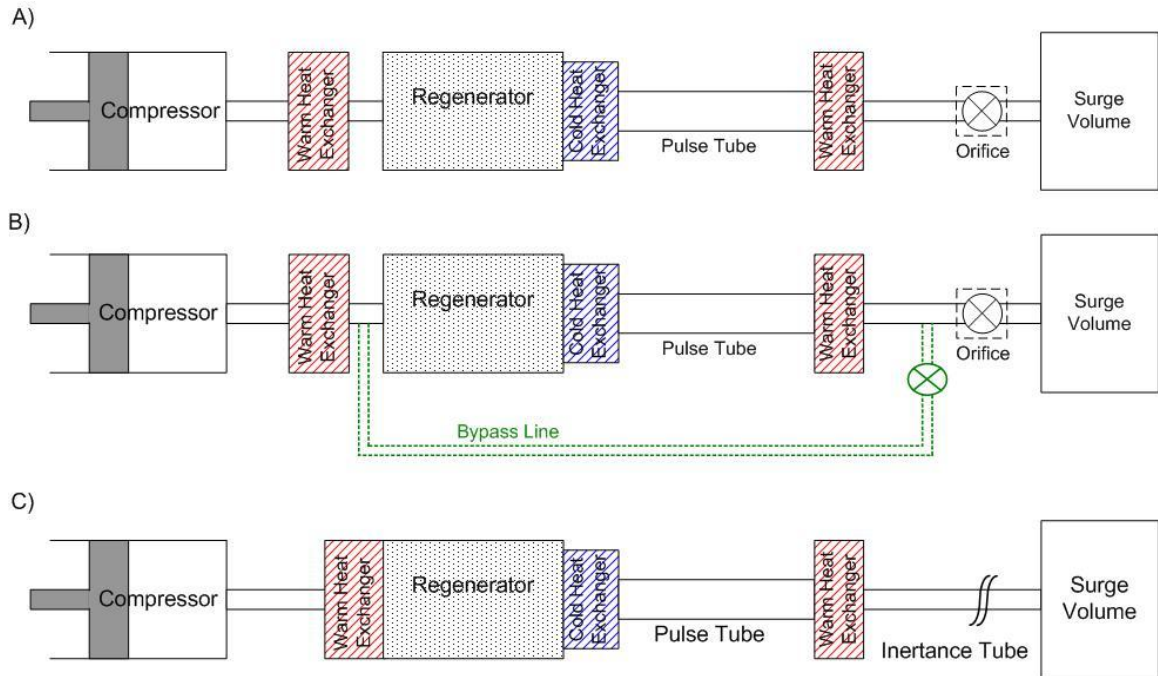 A)
Compressor
Warm Heat
Exchanger
Regenerator
Cold Heat
Exchanger
Pulse Tube
Warm Heat
Exchanger
Orifice
Surge
Volume
B)
Compressor
Warm Heat
Exchanger
Regenerator
Cold Heat
Exchanger
Pulse Tube
Warm Heat
Exchanger
Orifice
Surge
Volume
Bypass Line
C)
Compressor
Warm Heat
Exchanger
Regenerator
Cold Heat
Exchanger
Pulse Tube
Warm Heat
Exchanger
Inertance Tube
Surge
Volume